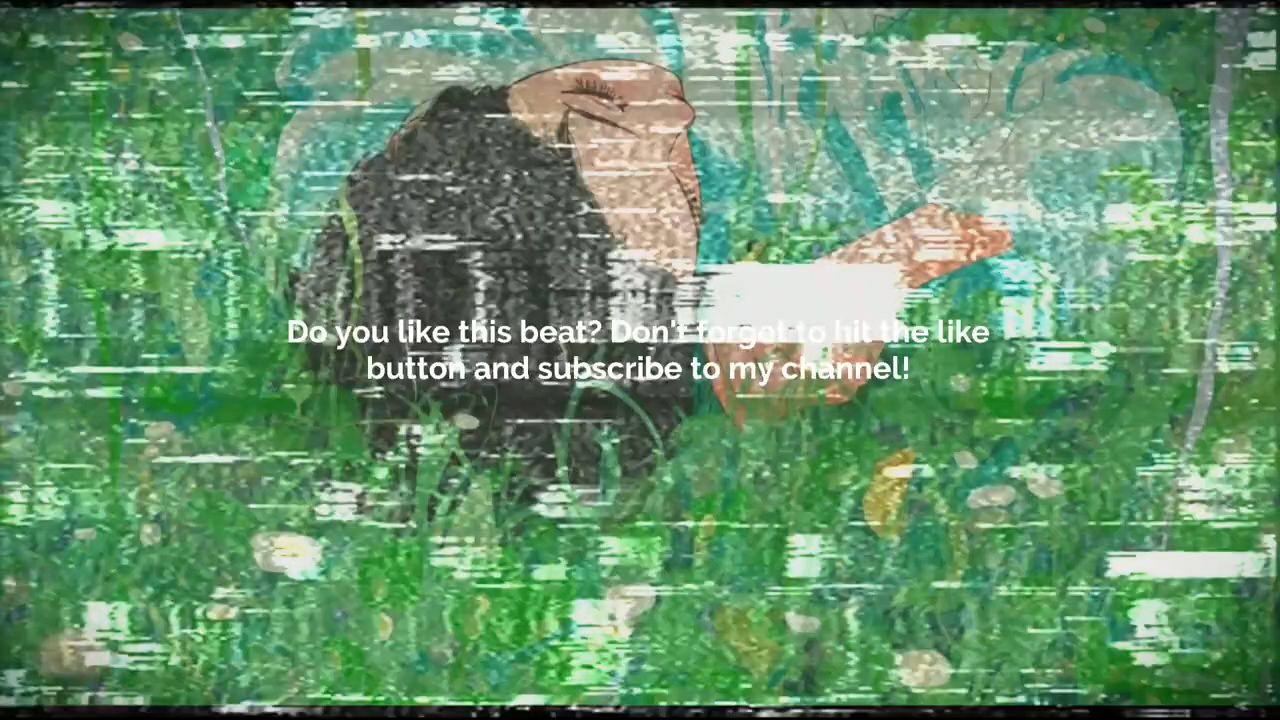 Do you like this beat? Don't forget to hit the like
button and subscribe to my channel!